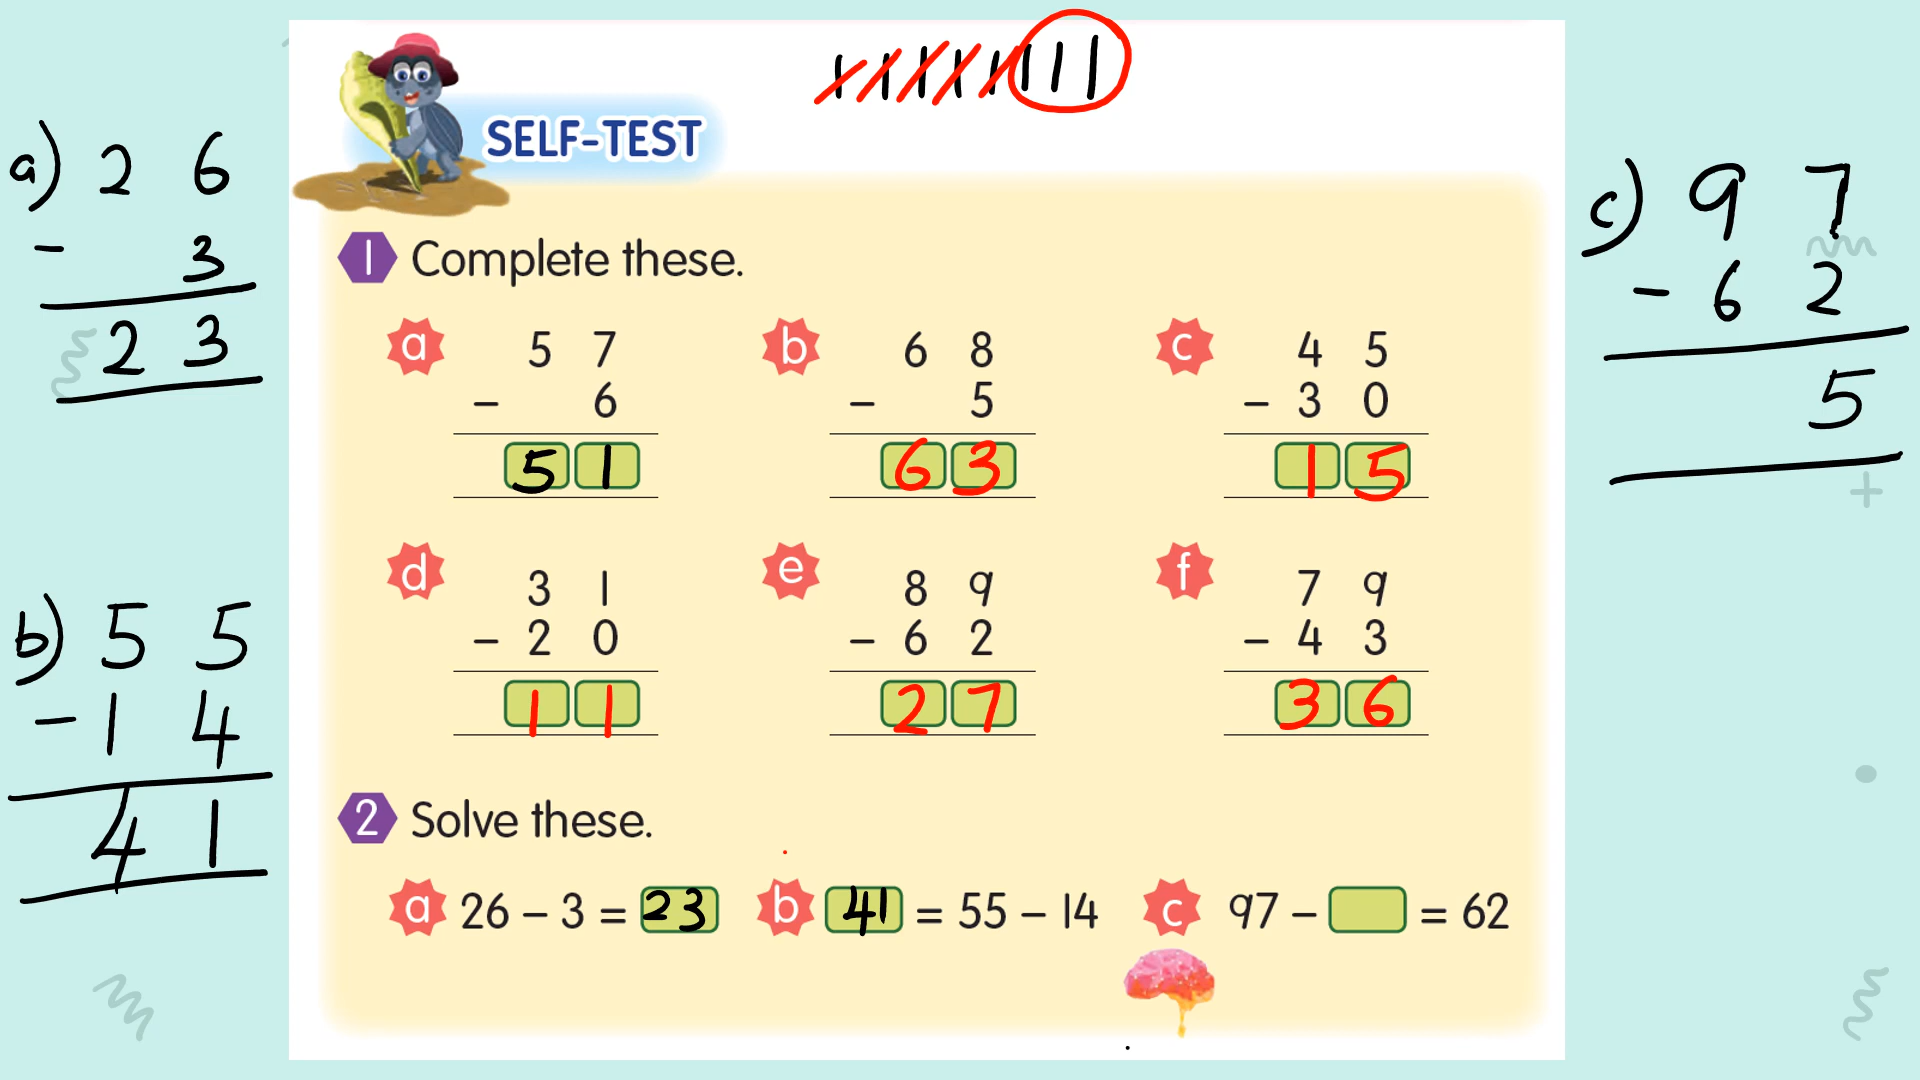 SELF-TEST
1 Complete these.
a 5 7
- 6
5 1
b 6 8
- 5
6 3
c 4 5
- 3 0
1 5
d 3 1
- 2 0
1 1
e 8 9
- 6 2
2 7
f 7 9
- 4 3
3 6
2 Solve these.
a 26 – 3 = 23
b 41 = 55 – 14
c 97 – = 62
a) 2 6
- 3
2 3
b) 5 5
- 1 4
4 1
c) 9 7
- 6 2
5